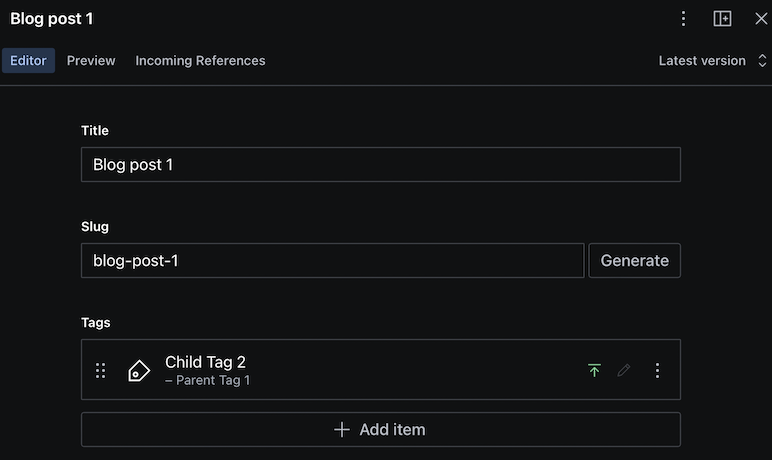 Blog post 1
Editor Preview Incoming References Latest version
Title
Blog post 1
Slug
blog-post-1 Generate
Tags
Child Tag 2
– Parent Tag 1
Add item